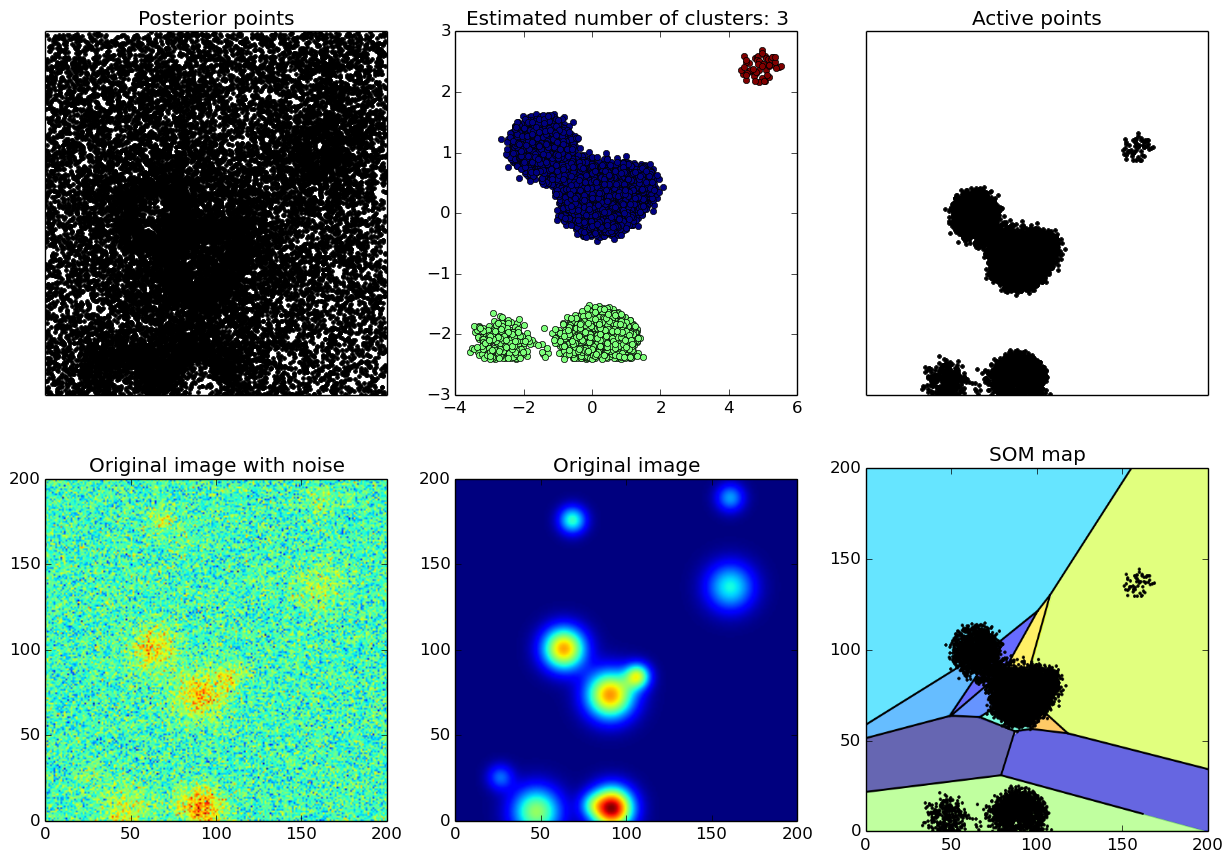 Posterior points
Estimated number of clusters: 3
Active points
3
2
1
0
−1
−2
−3
−4 −2 0 2 4 6
Original image with noise
Original image
SOM map
200
150
100
50
0
0 50 100 150 200
200
150
100
50
0
0 50 100 150 200
200
150
100
50
0
0 50 100 150 200